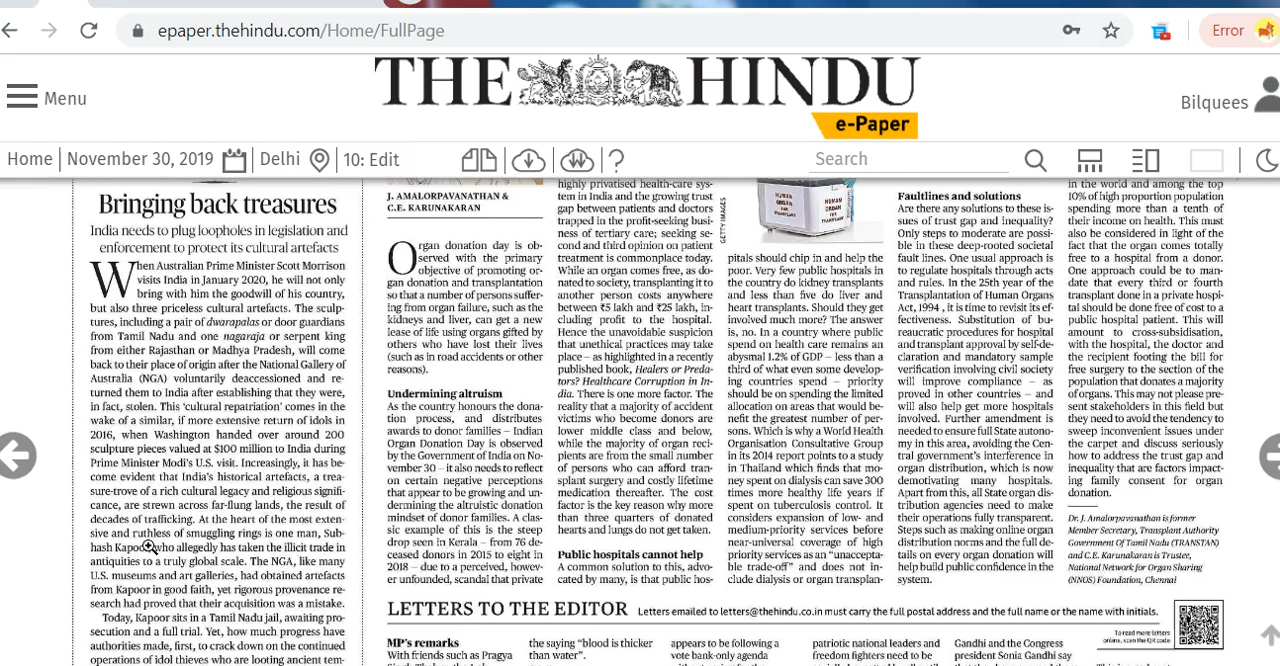 epaper.thehindu.com/Home/FullPage
Error
Menu
THE HINDU
e-Paper
Bilquees
Home
November 30, 2019
Delhi
10: Edit
?
Search
Bringing back treasures
India needs to plug loopholes in legislation and
enforcement to protect its cultural artefacts
When Australian Prime Minister Scott Morrison
visits India in January 2020, he will not only
bring with him the goodwill of his country,
but also three priceless cultural artefacts. The sculp-
tures, including a pair of dwarapalas or door guardians
from Tamil Nadu and one nagaraja or serpent king
from either Rajasthan or Madhya Pradesh, will come
back to their place of origin after the National Gallery of
Australia (NGA) voluntarily deaccessioned and re-
turned them to India after establishing that they were,
in fact, stolen. This 'cultural repatriation' comes in the
wake of a similar, if more extensive return of idols in
2016, when Washington handed over around 200
sculpture pieces valued at $100 million to India during
Prime Minister Modi's U.S. visit. Increasingly, it has be-
come evident that India's historical artefacts, a trea-
sure-trove of a rich cultural legacy and religious signifi-
cance, are strewn across far-flung lands, the result of
decades of trafficking. At the heart of the most exten-
sive and ruthless of smuggling rings is one man, Sub-
hash Kapoor who allegedly has taken the illicit trade in
antiquities to a truly global scale. The NGA, like many
U.S. museums and art galleries, had obtained artefacts
from Kapoor in good faith, yet rigorous provenance re-
search had proved that their acquisition was a mistake.
Today, Kapoor sits in a Tamil Nadu jail, awaiting pro-
secution and a full trial. Yet, how much progress have
authorities made, first, to crack down on the continued
operations of idol thieves who are looting ancient tem-
J. AMALORPAVANATHAN &
C.E. KARUNAKARAN
Organ donation day is ob-
served with the primary
objective of promoting or-
gan donation and transplantation
so that a number of persons suffer-
ing from organ failure, such as the
kidneys and liver, can get a new
lease of life using organs gifted by
others who have lost their lives
(such as in road accidents or other
reasons).
Undermining altruism
As the country honours the dona-
tion process, and distributes
awards to donor families – Indian
Organ Donation Day is observed
by the Government of India on No-
vember 30 – it also needs to reflect
on certain negative perceptions
that appear to be growing and un-
dermining the altruistic donation
mindset of donor families. A clas-
sic example of this is the steep
drop seen in Kerala – from 76 de-
ceased donors in 2015 to eight in
2018 – due to a perceived, howev-
er unfounded, scandal that private
highly privatised health-care sys-
tem in India and the growing trust
gap between patients and doctors
trapped in the profit-seeking busi-
ness of tertiary care; seeking se-
cond and third opinion on patient
treatment is commonplace today.
While an organ comes free, as do-
nated to society, transplanting it to
another person costs anywhere
between ₹5 lakh and ₹25 lakh, in-
cluding profit to the hospital.
Hence the unavoidable suspicion
that unethical practices may take
place – as highlighted in a recently
published book, Healers or Preda-
tors? Healthcare Corruption in In-
dia. There is one more factor. The
reality that a majority of accident
victims who become donors are
lower middle class and below,
while the majority of organ reci-
pients are from the small number
of persons who can afford tran-
splant surgery and costly lifetime
medication thereafter. The cost
factor is the key reason why more
than three quarters of donated
hearts and lungs do not get taken.
Public hospitals cannot help
A common solution to this, advo-
cated by many, is that public hos-
GETTY IMAGES
HUMAN
ORGAN
FOR
TRANSPLANT
pitals should chip in and help the
poor. Very few public hospitals in
the country do kidney transplants
and less than five do liver and
heart transplants. Should they get
involved much more? The answer
is, no. In a country where public
spend on health care remains an
abysmal 1.2% of GDP – less than a
third of what even some develop-
ing countries spend – priority
should be on spending the limited
allocation on areas that would be-
nefit the greatest number of per-
sons. Which is why a World Health
Organisation Consultative Group
in its 2014 report points to a study
in Thailand which finds that mo-
ney spent on dialysis can save 300
times more healthy life years if
spent on tuberculosis control. It
considers expansion of low- and
medium-priority services before
near-universal coverage of high
priority services as an "unaccepta-
ble trade-off" and does not in-
clude dialysis or organ transplan-
Faultlines and solutions
Are there any solutions to these is-
sues of trust gap and inequality?
Only steps to moderate are possi-
ble in these deep-rooted societal
fault lines. One usual approach is
to regulate hospitals through acts
and rules. In the 25th year of the
Transplantation of Human Organs
Act, 1994 , it is time to revisit its ef-
fectiveness. Substitution of bu-
reaucratic procedures for hospital
and transplant approval by self-de-
claration and mandatory sample
verification involving civil society
will improve compliance – as
proved in other countries – and
will also help get more hospitals
involved. Further amendment is
needed to ensure full State autono-
my in this area, avoiding the Cen-
tral government's interference in
organ distribution, which is now
demotivating many hospitals.
Apart from this, all State organ dis-
tribution agencies need to make
their operations fully transparent.
Steps such as making online organ
distribution norms and the full de-
tails on every organ donation will
help build public confidence in the
system.
in the world and among the top
10% of high proportion population
spending more than a tenth of
their income on health. This must
also be considered in light of the
fact that the organ comes totally
free to a hospital from a donor.
One approach could be to man-
date that every third or fourth
transplant done in a private hospi-
tal should be done free of cost to a
public hospital patient. This will
amount to cross-subsidisation,
with the hospital, the doctor and
the recipient footing the bill for
free surgery to the section of the
population that donates a majority
of organs. This may not please pre-
sent stakeholders in this field but
they need to avoid the tendency to
sweep inconvenient issues under
the carpet and discuss seriously
how to address the trust gap and
inequality that are factors impact-
ing family consent for organ
donation.
Dr. J. Amalorpavanathan is former
Member Secretary, Transplant Authority
Government of Tamil Nadu (TRANSTAN)
and C.E. Karunakaran is Trustee,
National Network for Organ Sharing
(NNOS) Foundation, Chennai
LETTERS TO THE EDITOR Letters emailed to letters@thehindu.co.in must carry the full postal address and the full name or the name with initials.
To read more letters
online, scan the QR code
MP's remarks
With friends such as Pragya
the saying "blood is thicker
than water".
appears to be following a
vote bank-only agenda
patriotic national leaders and
freedom fighters need to
Gandhi and the Congress
president Sonia Gandhi say